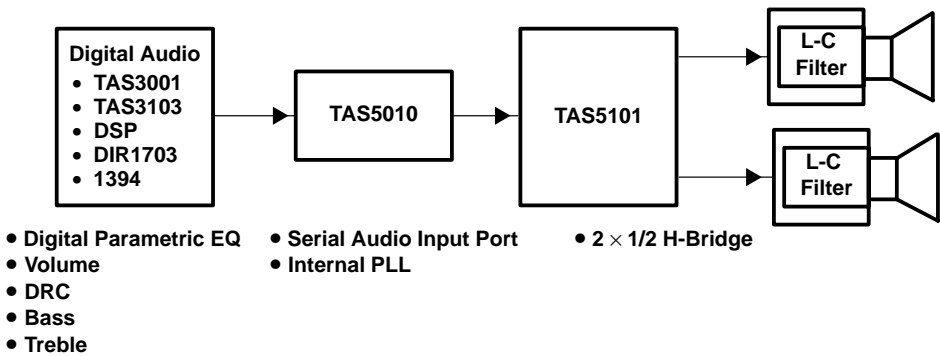 Digital Audio
• TAS3001
• TAS3103
• DSP
• DIR1703
• 1394
TAS5010
TAS5101
L-C
Filter
L-C
Filter
• Digital Parametric EQ
• Volume
• DRC
• Bass
• Treble
• Serial Audio Input Port
• Internal PLL
• 2 × 1/2 H-Bridge